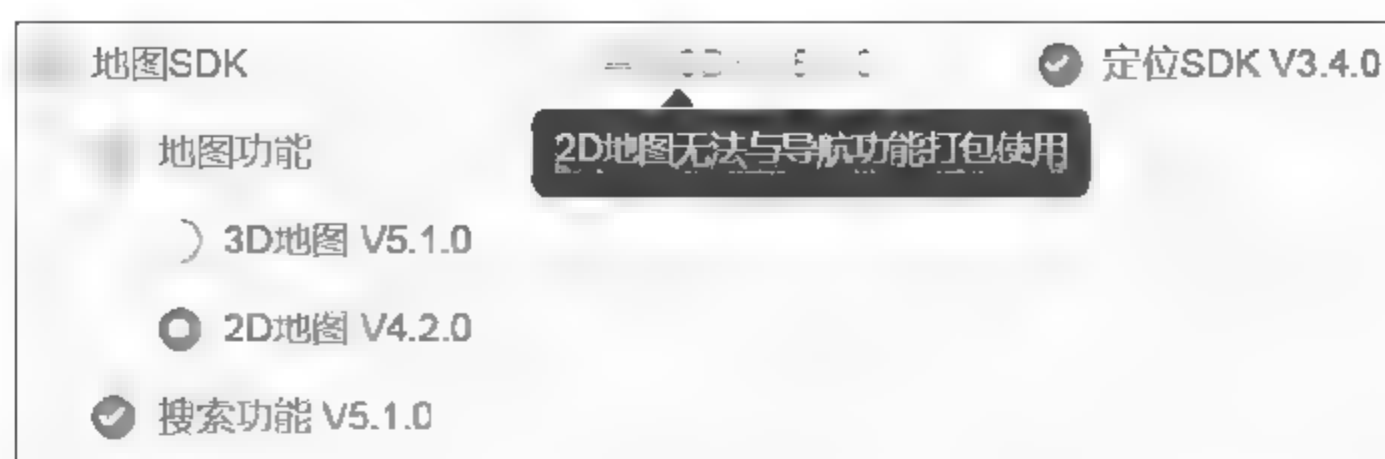 地图SDK
定位SDK V3.4.0
地图功能
2D地图无法与导航功能打包使用
3D地图 V5.1.0
2D地图 V4.2.0
搜索功能 V5.1.0